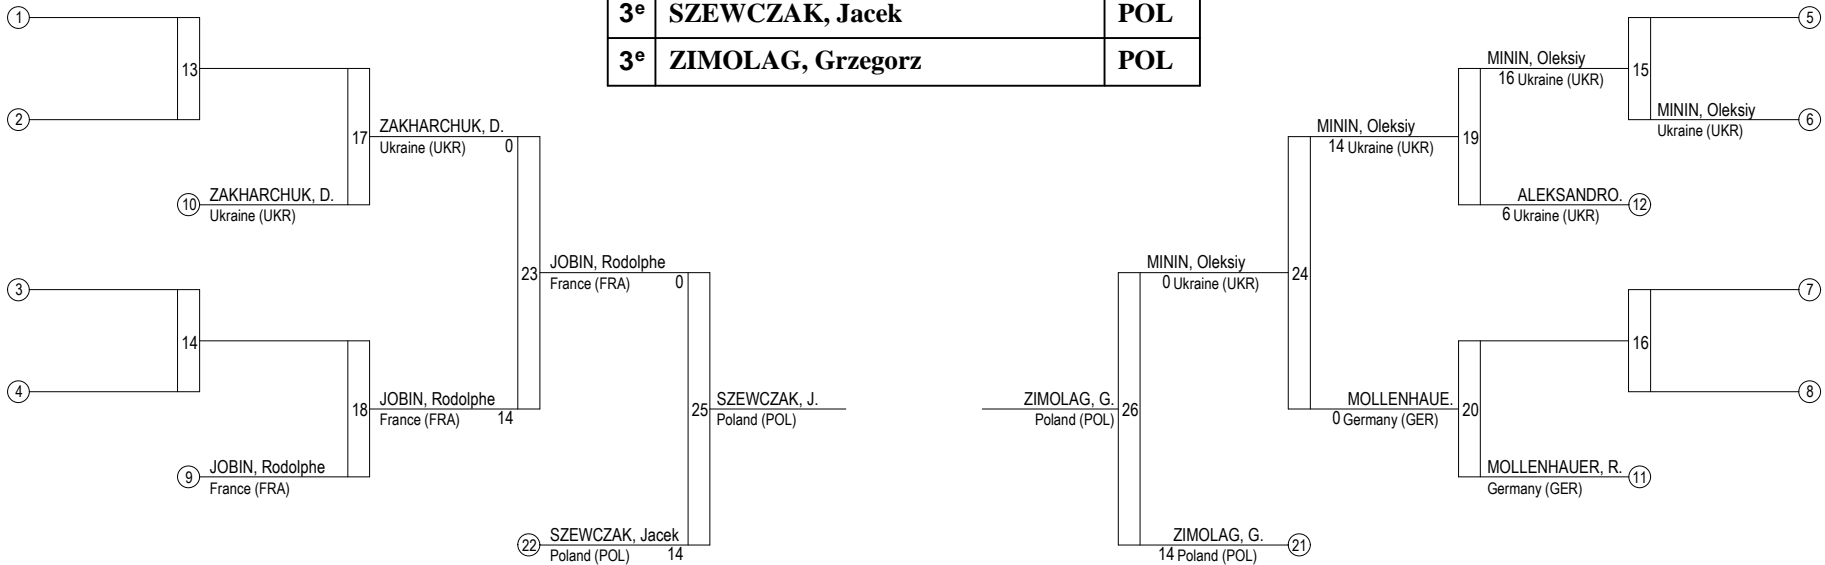 3e SZEWCZAK, Jacek POL
3e ZIMOLAG, Grzegorz POL
1
13
2
17
ZAKHARCHUK, D.
Ukraine (UKR) 0
10 ZAKHARCHUK, D.
Ukraine (UKR)
23
JOBIN, Rodolphe
France (FRA) 0
3
14
4
18
JOBIN, Rodolphe
France (FRA) 14
9 JOBIN, Rodolphe
France (FRA)
25
SZEWCZAK, J.
Poland (POL)
22 SZEWCZAK, Jacek
Poland (POL) 14
5
MININ, Oleksiy
16 Ukraine (UKR)
15
MININ, Oleksiy
Ukraine (UKR)
6
MININ, Oleksiy
14 Ukraine (UKR)
19
ALEKSANDRO.
6 Ukraine (UKR)
12
MININ, Oleksiy
0 Ukraine (UKR)
24
7
16
8
MOLLENHAUE.
0 Germany (GER)
20
MOLLENHAUER, R.
Germany (GER)
11
ZIMOLAG, G.
Poland (POL)
26
ZIMOLAG, G.
14 Poland (POL)
21